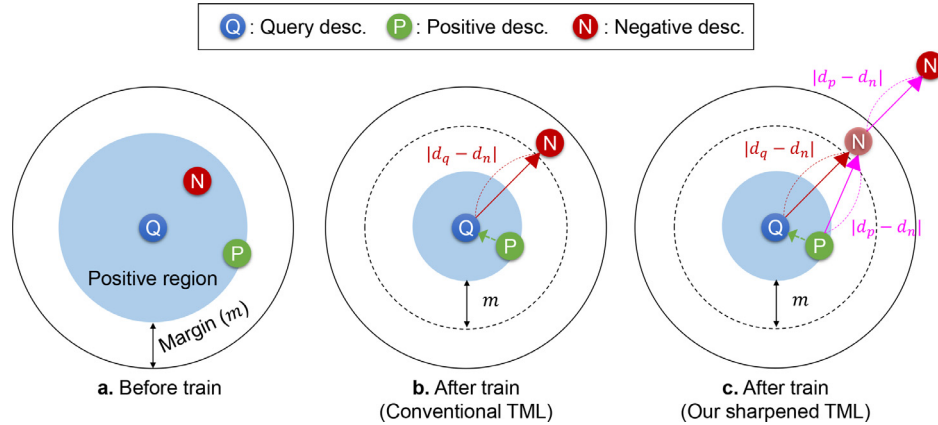 Q : Query desc. P : Positive desc. N : Negative desc.
N
Q
P
Positive region
Margin (m)
a. Before train
N
|d_q − d_n|
Q
P
m
b. After train
(Conventional TML)
N
|d_p − d_n|
N
|d_q − d_n|
Q
P
|d_p − d_n|
m
c. After train
(Our sharpened TML)